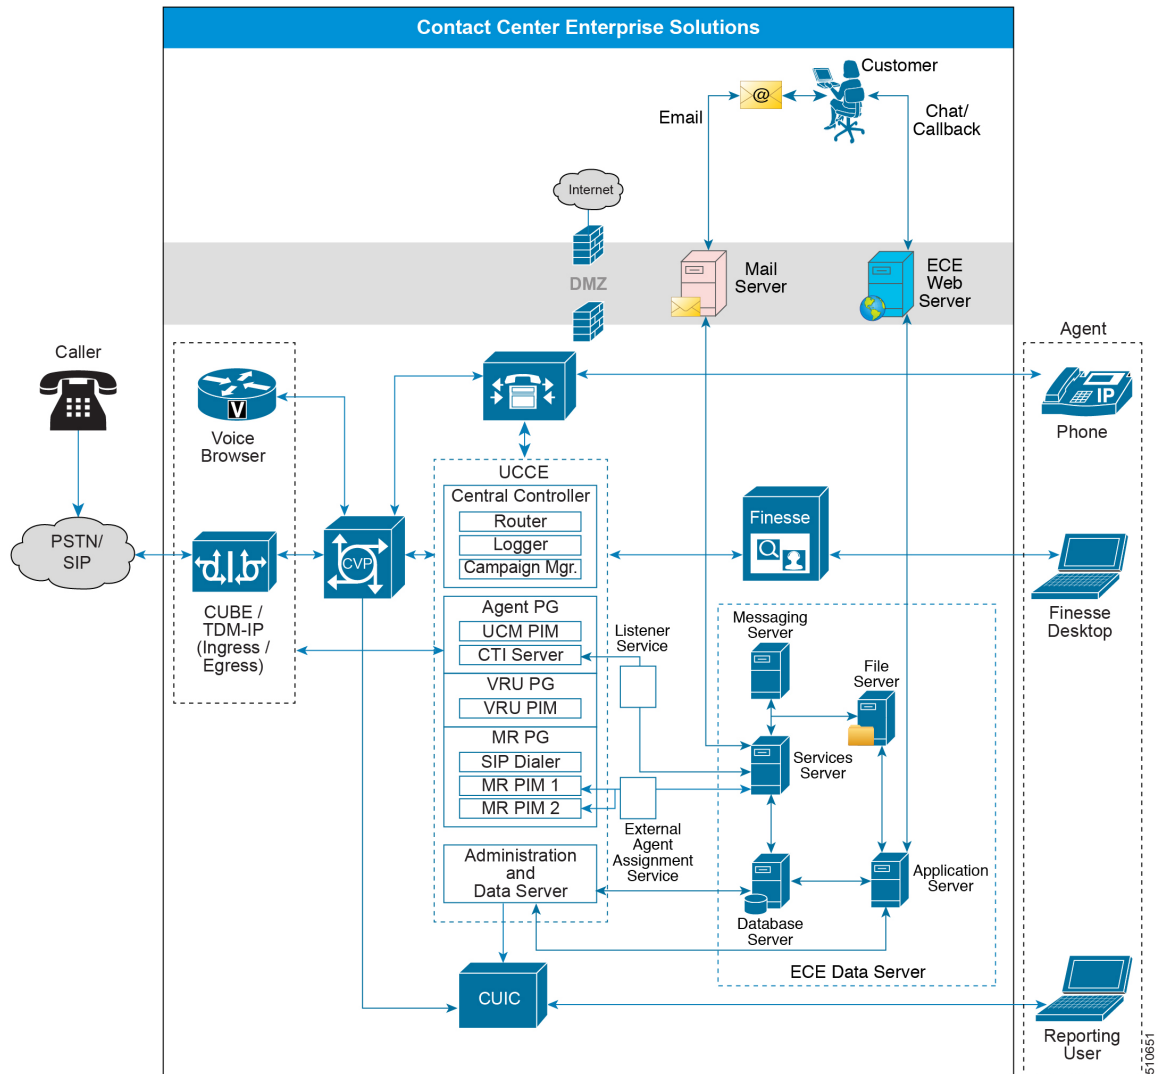 Contact Center Enterprise Solutions
Customer
@
Email
Chat/
Callback
Internet
DMZ
Mail
Server
ECE
Web
Server
Caller
Agent
V
Voice
Browser
IP
Phone
UCCE
Central Controller
Router
Logger
Campaign Mgr.
Finesse
PSTN/
SIP
CVP
CUBE /
TDM-IP
(Ingress /
Egress)
Finesse
Desktop
Agent PG
UCM PIM
CTI Server
VRU PG
VRU PIM
MR PG
SIP Dialer
MR PIM 1
MR PIM 2
Listener
Service
Messaging
Server
File
Server
Services
Server
External
Agent
Assignment
Service
Administration
and
Data Server
Application
Server
Database
Server
ECE Data Server
CUIC
Reporting
User
510651